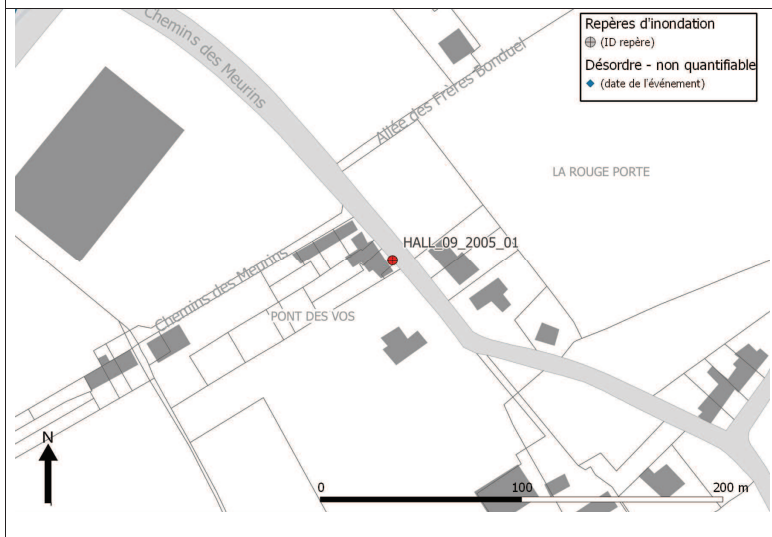 Repères d'inondation
(ID repère)
Désordre - non quantifiable
(date de l'événement)
Chemins des Meurins
Allée des Frères Bonduel
LA ROUGE PORTE
HALL_09_2005_01
Chemins des Meurins
PONT DES VOS
N
0 100 200 m